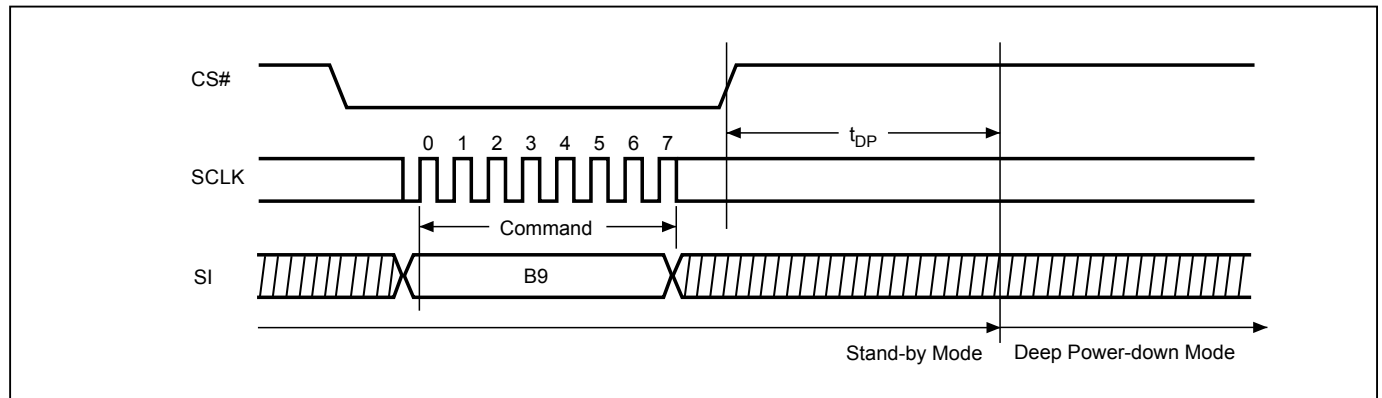 CS#
tDP
0 1 2 3 4 5 6 7
SCLK
Command
SI
B9
Stand-by Mode
Deep Power-down Mode